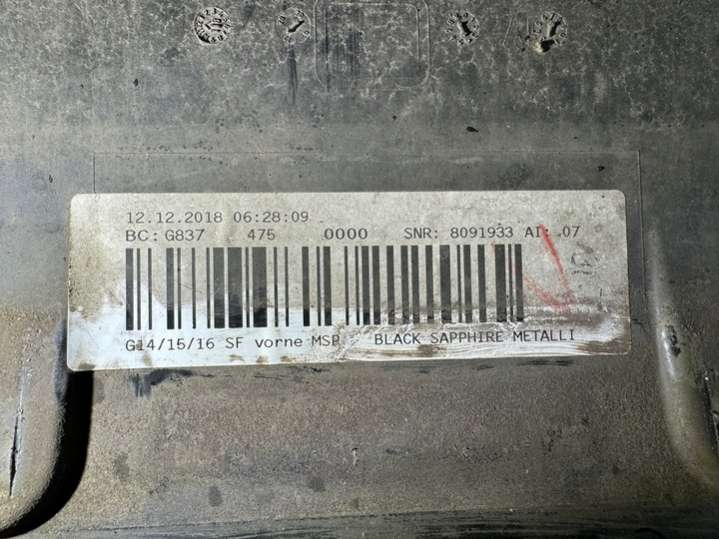 12.12.2018 06:28:09
BC: G837 475 0000 SNR: 8091933 AI: .07
G14/15/16 SF vorne MSP BLACK SAPPHIRE METALLI